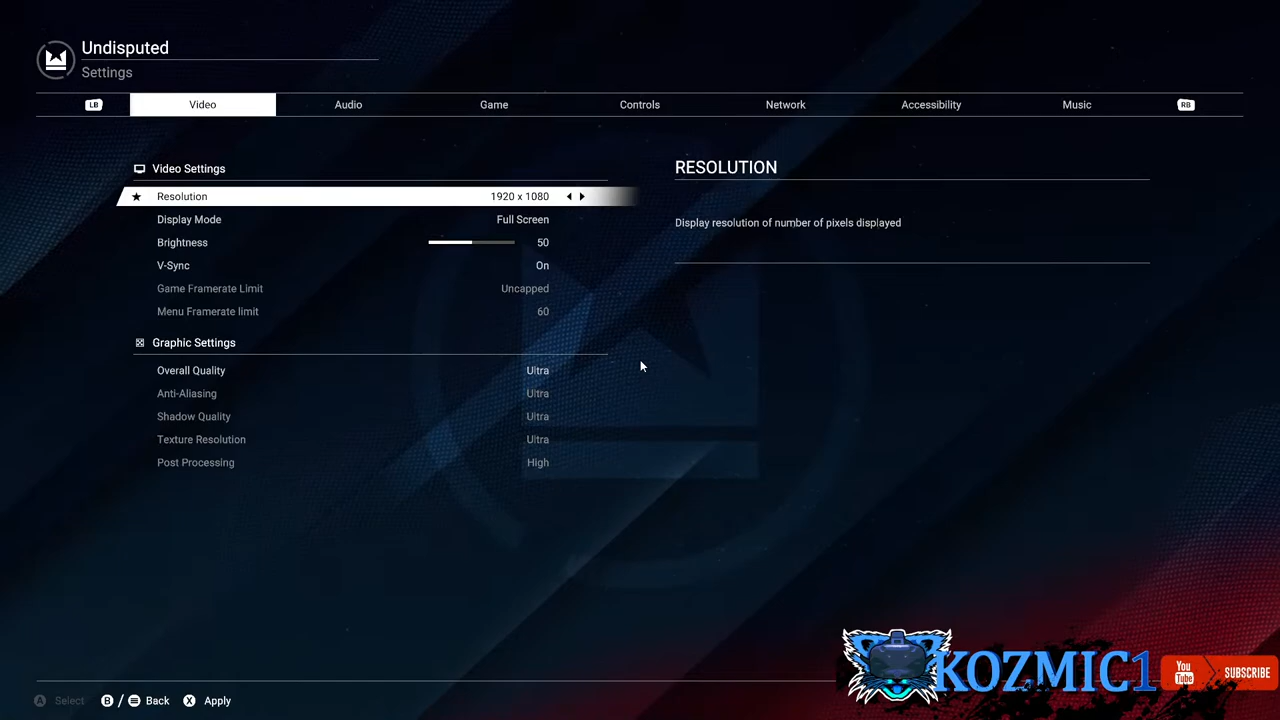 Undisputed
Settings
LB Video Audio Game Controls Network Accessibility Music RB
Video Settings
Resolution 1920 x 1080
Display Mode Full Screen
Brightness 50
V-Sync On
Game Framerate Limit Uncapped
Menu Framerate limit 60
Graphic Settings
Overall Quality Ultra
Anti-Aliasing Ultra
Shadow Quality Ultra
Texture Resolution Ultra
Post Processing High
RESOLUTION
Display resolution of number of pixels displayed
A Select B / Back X Apply
KOZMIC1
You Tube SUBSCRIBE